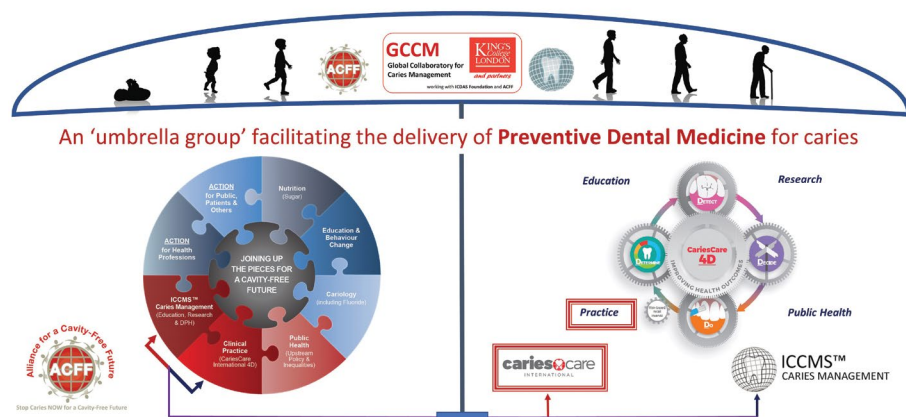 ACFF
GCCM
Global Collaboratory for
Caries Management
KING'S
College
LONDON
and partners
working with ICDAS Foundation and ACFF
An 'umbrella group' facilitating the delivery of Preventive Dental Medicine for caries
ACTION
for Public,
Patients &
Others
Nutrition
(Sugar)
ACTION
for Health
Professions
Education &
Behaviour
Change
JOINING UP
THE PIECES FOR
A CAVITY-FREE
FUTURE
ICCMS™
Caries Management
(Education, Research
& DPH)
Cariology
(Including Fluoride)
Clinical
Practice
(CariesCare
International 4D)
Public
Health
(Upstream
Policy &
Inequalities)
Alliance for a Cavity-Free Future
ACFF
Stop Caries NOW for a Cavity-Free Future
Education
Research
DETECT
DETERMINE
CariesCare
4D
DECIDE
IMPROVING HEALTH OUTCOMES
Practice
DO
Public Health
caries care
INTERNATIONAL
ICCMS™
CARIES MANAGEMENT